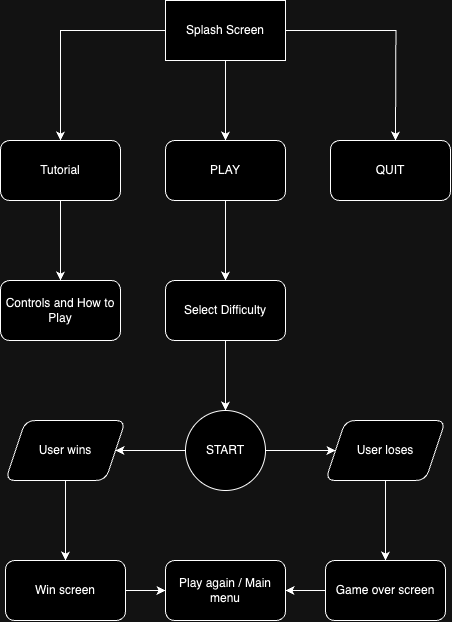 Splash Screen
Tutorial
PLAY
QUIT
Controls and How to
Play
Select Difficulty
User wins
START
User loses
Win screen
Play again / Main
menu
Game over screen